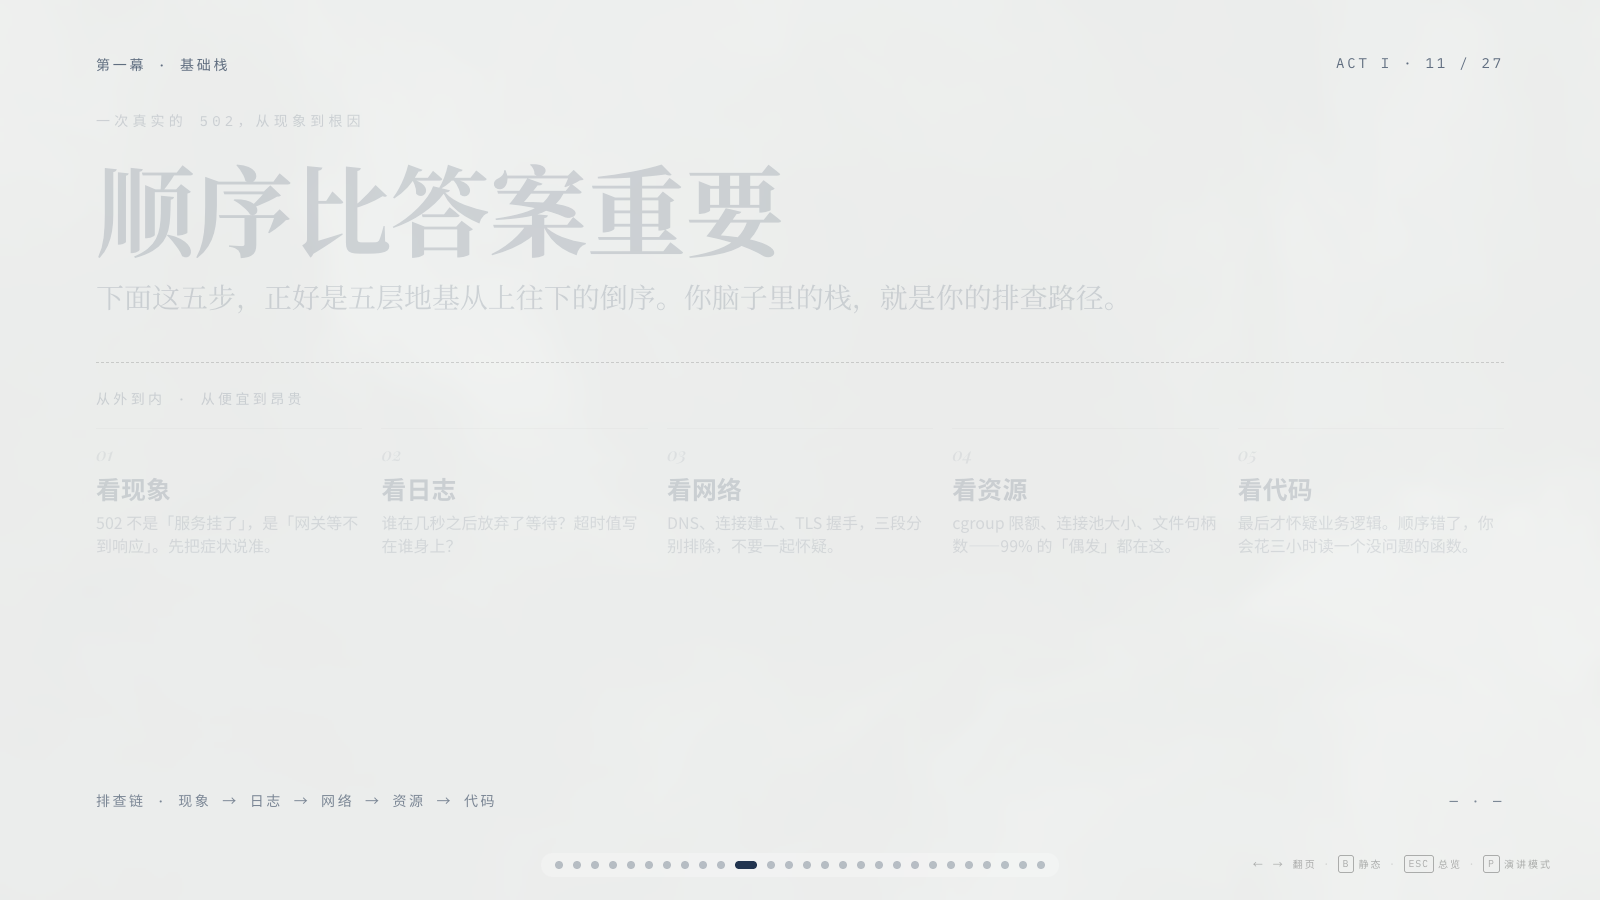 第一幕 · 基础栈
ACT I · 11 / 27
一次真实的 502，从现象到根因
顺序比答案重要
下面这五步，正好是五层地基从上往下的倒序。你脑子里的栈，就是你的排查路径。
从外到内 · 从便宜到昂贵
01
看现象
502 不是「服务挂了」，是「网关等不
到响应」。先把症状说准。
02
看日志
谁在几秒之后放弃了等待？超时值写
在谁身上？
03
看网络
DNS、连接建立、TLS 握手，三段分
别排除，不要一起怀疑。
04
看资源
cgroup 限额、连接池大小、文件句柄
数——99% 的「偶发」都在这。
05
看代码
最后才怀疑业务逻辑。顺序错了，你
会花三小时读一个没问题的函数。
排查链 · 现象 → 日志 → 网络 → 资源 → 代码
— · —
← → 翻页 · B 静态 · ESC 总览 · P 演讲模式